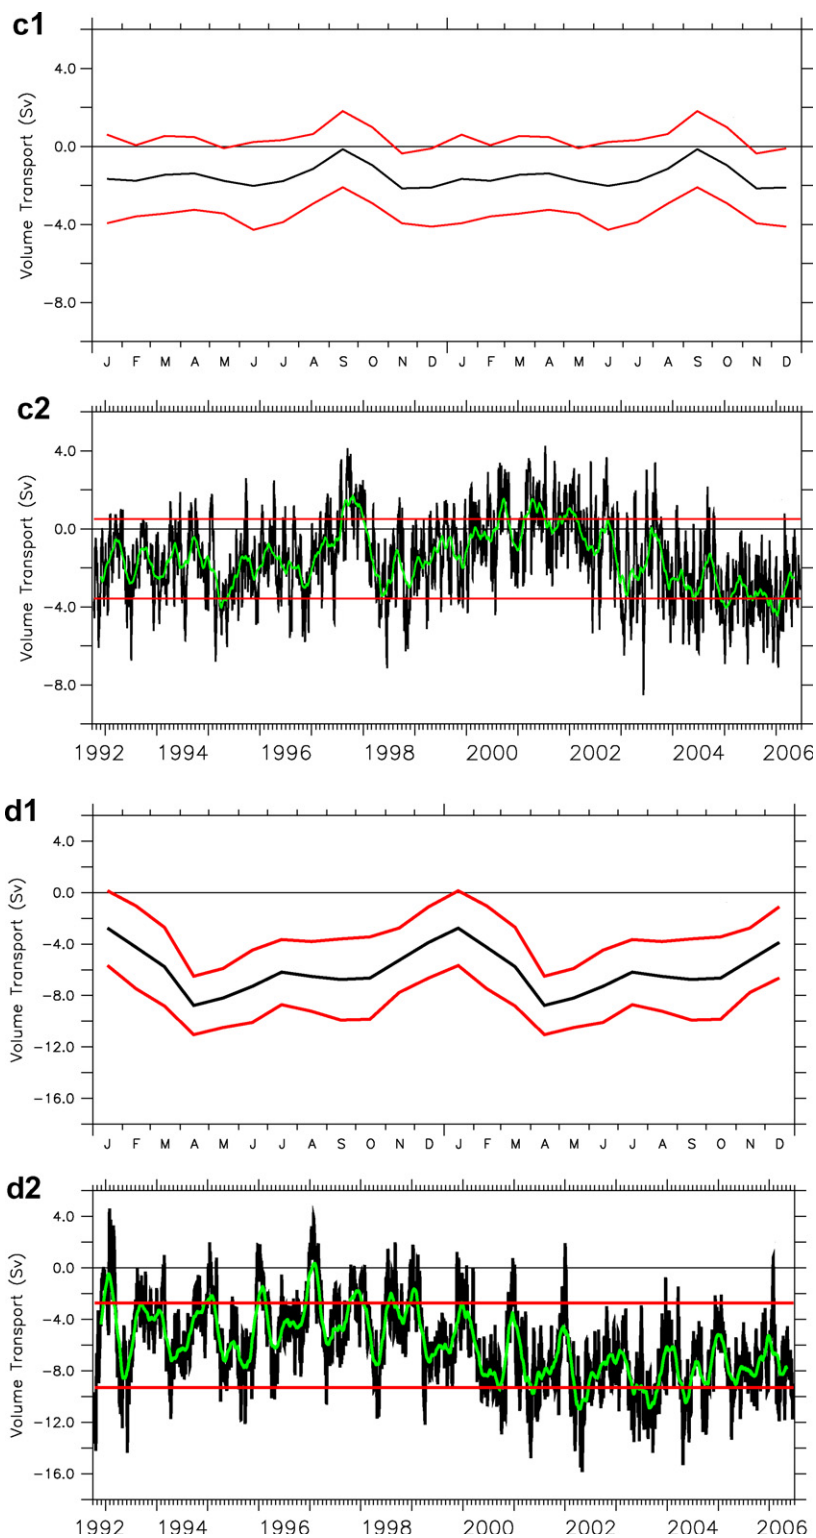 c1
Volume Transport (Sv)
4.0
0.0
−4.0
−8.0
J F M A M J J A S O N D J F M A M J J A S O N D
c2
Volume Transport (Sv)
4.0
0.0
−4.0
−8.0
1992 1994 1996 1998 2000 2002 2004 2006
d1
Volume Transport (Sv)
4.0
0.0
−4.0
−8.0
−12.0
−16.0
J F M A M J J A S O N D J F M A M J J A S O N D
d2
Volume Transport (Sv)
4.0
0.0
−4.0
−8.0
−12.0
−16.0
1992 1994 1996 1998 2000 2002 2004 2006